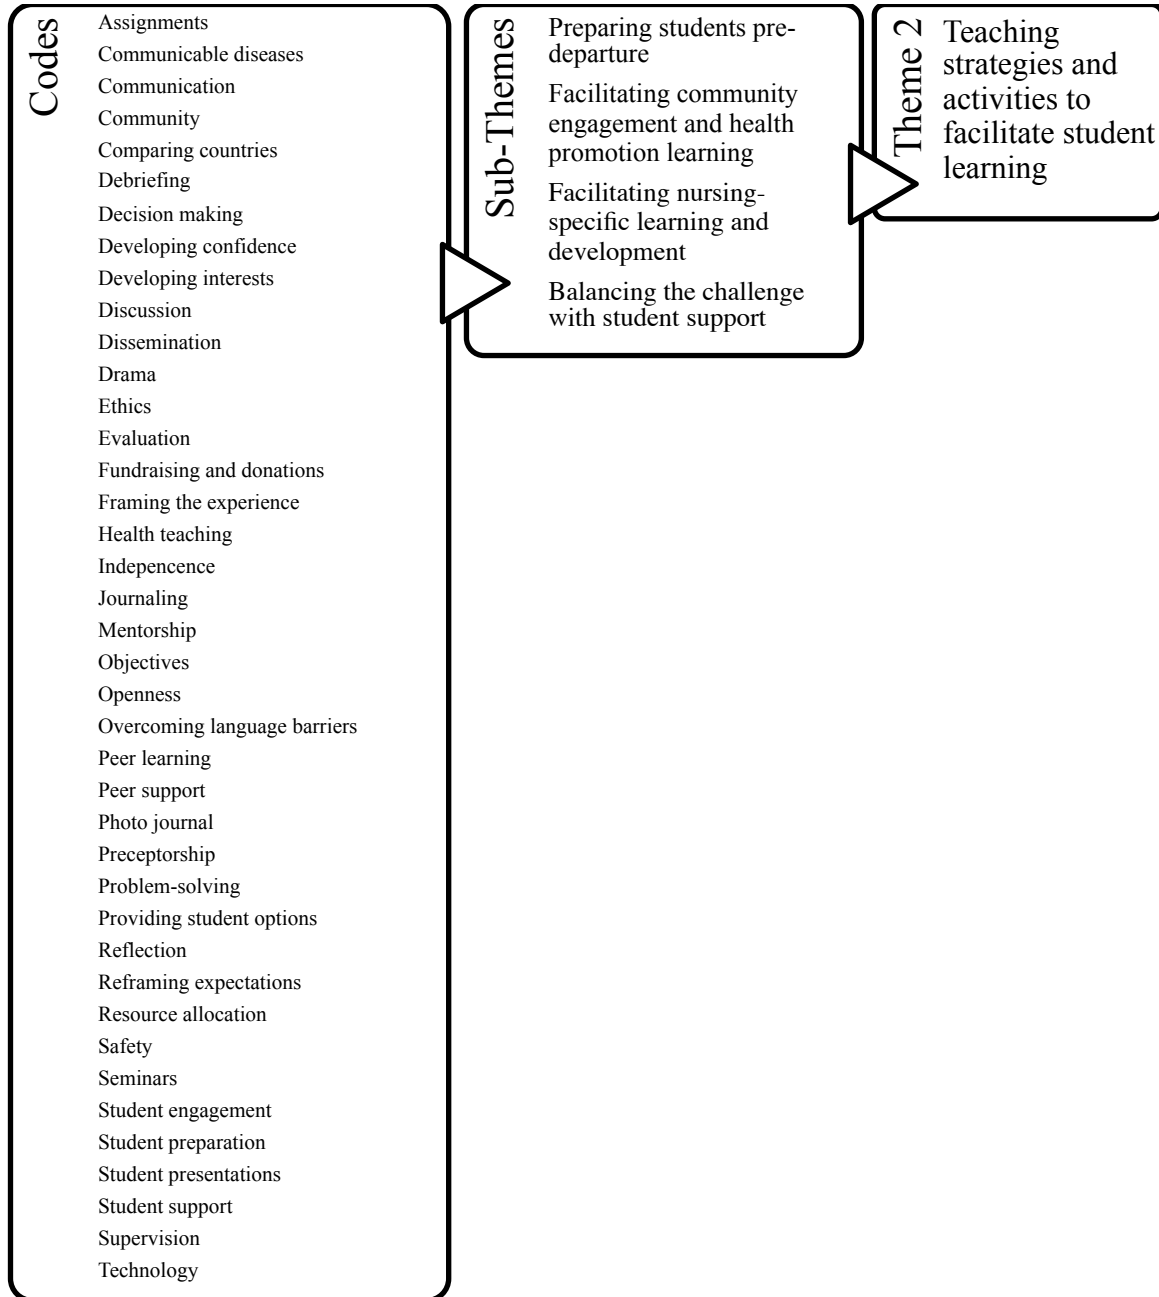 Codes
Assignments
Communicable diseases
Communication
Community
Comparing countries
Debriefing
Decision making
Developing confidence
Developing interests
Discussion
Dissemination
Drama
Ethics
Evaluation
Fundraising and donations
Framing the experience
Health teaching
Indepencence
Journaling
Mentorship
Objectives
Openness
Overcoming language barriers
Peer learning
Peer support
Photo journal
Preceptorship
Problem-solving
Providing student options
Reflection
Reframing expectations
Resource allocation
Safety
Seminars
Student engagement
Student preparation
Student presentations
Student support
Supervision
Technology
Sub-Themes
Preparing students pre-
departure
Facilitating community
engagement and health
promotion learning
Facilitating nursing-
specific learning and
development
Balancing the challenge
with student support
Theme 2
Teaching
strategies and
activities to
facilitate student
learning